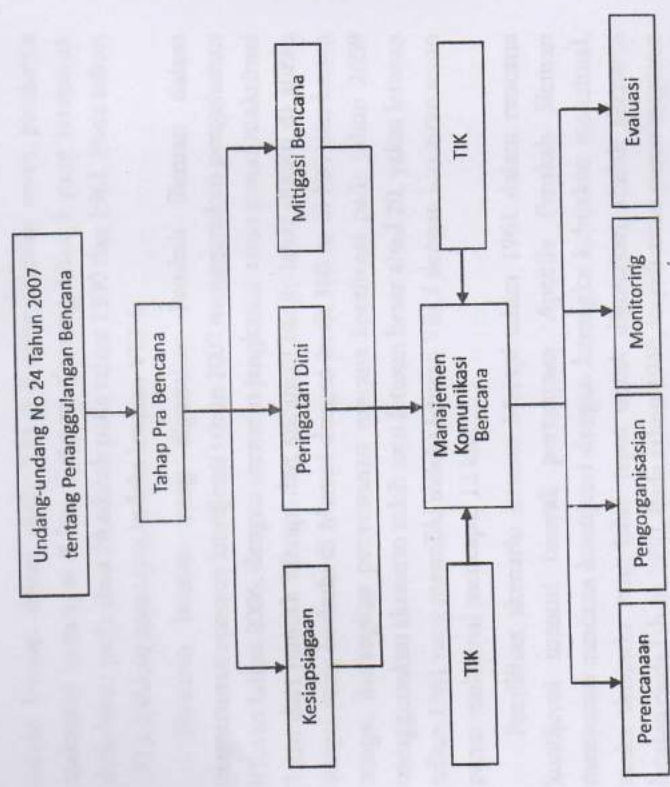 Undang-undang No 24 Tahun 2007
tentang Penanggulangan Bencana
Tahap Pra Bencana
Kesiapsiagaan
Peringatan Dini
Mitigasi Bencana
TIK
Manajemen
Komunikasi
Bencana
TIK
Perencanaan
Pengorganisasian
Monitoring
Evaluasi